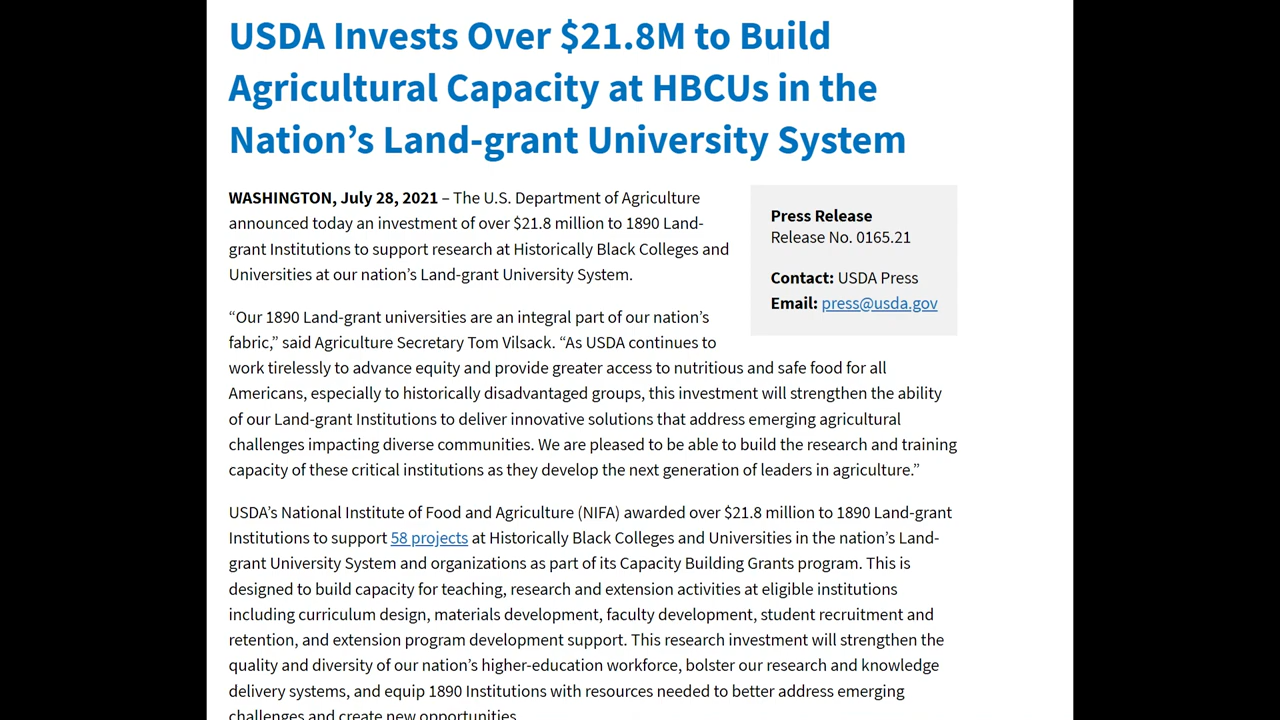 USDA Invests Over $21.8M to Build
Agricultural Capacity at HBCUs in the
Nation’s Land-grant University System
WASHINGTON, July 28, 2021 – The U.S. Department of Agriculture
announced today an investment of over $21.8 million to 1890 Land-
grant Institutions to support research at Historically Black Colleges and
Universities at our nation’s Land-grant University System.
Press Release
Release No. 0165.21
Contact: USDA Press
Email: press@usda.gov
“Our 1890 Land-grant universities are an integral part of our nation’s
fabric,” said Agriculture Secretary Tom Vilsack. “As USDA continues to
work tirelessly to advance equity and provide greater access to nutritious and safe food for all
Americans, especially to historically disadvantaged groups, this investment will strengthen the ability
of our Land-grant Institutions to deliver innovative solutions that address emerging agricultural
challenges impacting diverse communities. We are pleased to be able to build the research and training
capacity of these critical institutions as they develop the next generation of leaders in agriculture.”
USDA’s National Institute of Food and Agriculture (NIFA) awarded over $21.8 million to 1890 Land-grant
Institutions to support 58 projects at Historically Black Colleges and Universities in the nation’s Land-
grant University System and organizations as part of its Capacity Building Grants program. This is
designed to build capacity for teaching, research and extension activities at eligible institutions
including curriculum design, materials development, faculty development, student recruitment and
retention, and extension program development support. This research investment will strengthen the
quality and diversity of our nation’s higher-education workforce, bolster our research and knowledge
delivery systems, and equip 1890 Institutions with resources needed to better address emerging
challenges and create new opportunities.